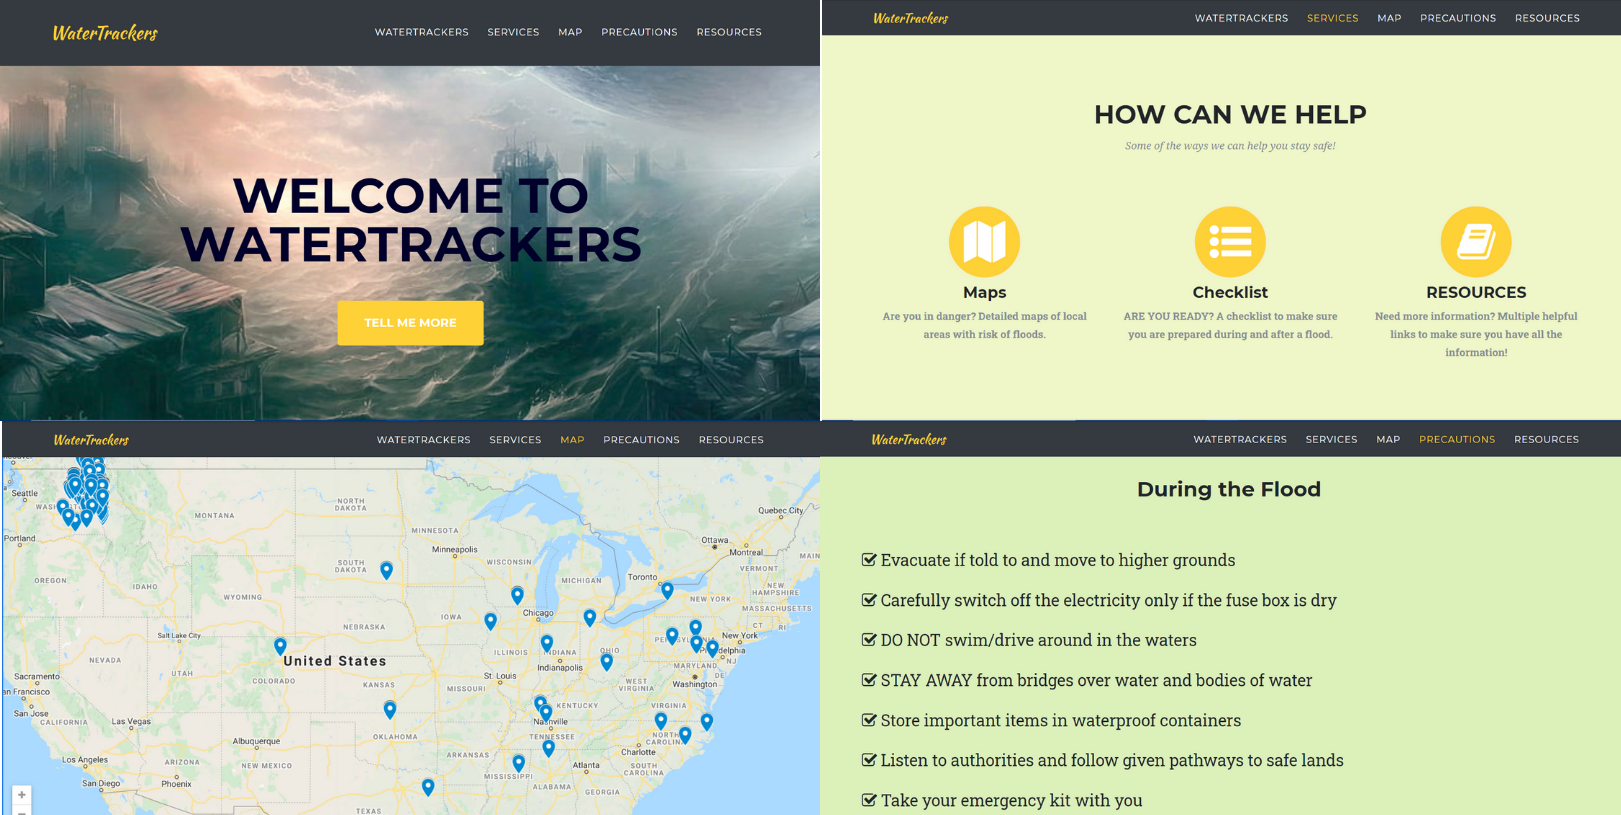 WaterTrackers
WATERTRACKERS SERVICES MAP PRECAUTIONS RESOURCES
WELCOME TO
WATERTRACKERS
TELL ME MORE
WaterTrackers
WATERTRACKERS SERVICES MAP PRECAUTIONS RESOURCES
HOW CAN WE HELP
Some of the ways we can help you stay safe!
Maps
Are you in danger? Detailed maps of local
areas with risk of floods.
Checklist
ARE YOU READY? A checklist to make sure
you are prepared during and after a flood.
RESOURCES
Need more information? Multiple helpful
links to make sure you have all the
information!
WaterTrackers
WATERTRACKERS SERVICES MAP PRECAUTIONS RESOURCES
Seattle
Portland
MONTANA
NORTH
DAKOTA
MINNESOTA
Minneapolis
SOUTH
DAKOTA
WISCONSIN
MICHIGAN
Toronto
Ottawa
Montreal
Quebec City
MAIN
VERMONT
NEW
HAMPSHIRE
MASSACHUSETTS
NEW YORK
CT
RI
OREGON
IDAHO
WYOMING
IOWA
Chicago
NEBRASKA
Salt Lake City
NEVADA
UTAH
United States
COLORADO
KANSAS
MISSOURI
ILLINOIS
INDIANA
Indianapolis
OHIO
St. Louis
New York
MARYLAND
NJ
DE
Washington
WEST
VIRGINIA
VIRGINIA
KENTUCKY
Nashville
TENNESSEE
NORTH
CAROLINA
Charlotte
SOUTH
CAROLINA
Atlanta
GEORGIA
ALABAMA
MISSISSIPPI
ARKANSAS
OKLAHOMA
TEXAS
Sacramento
an Francisco
San Jose
CALIFORNIA
Las Vegas
Los Angeles
San Diego
ARIZONA
Phoenix
Albuquerque
NEW MEXICO
+
WaterTrackers
WATERTRACKERS SERVICES MAP PRECAUTIONS RESOURCES
During the Flood
Evacuate if told to and move to higher grounds
Carefully switch off the electricity only if the fuse box is dry
DO NOT swim/drive around in the waters
STAY AWAY from bridges over water and bodies of water
Store important items in waterproof containers
Listen to authorities and follow given pathways to safe lands
Take your emergency kit with you